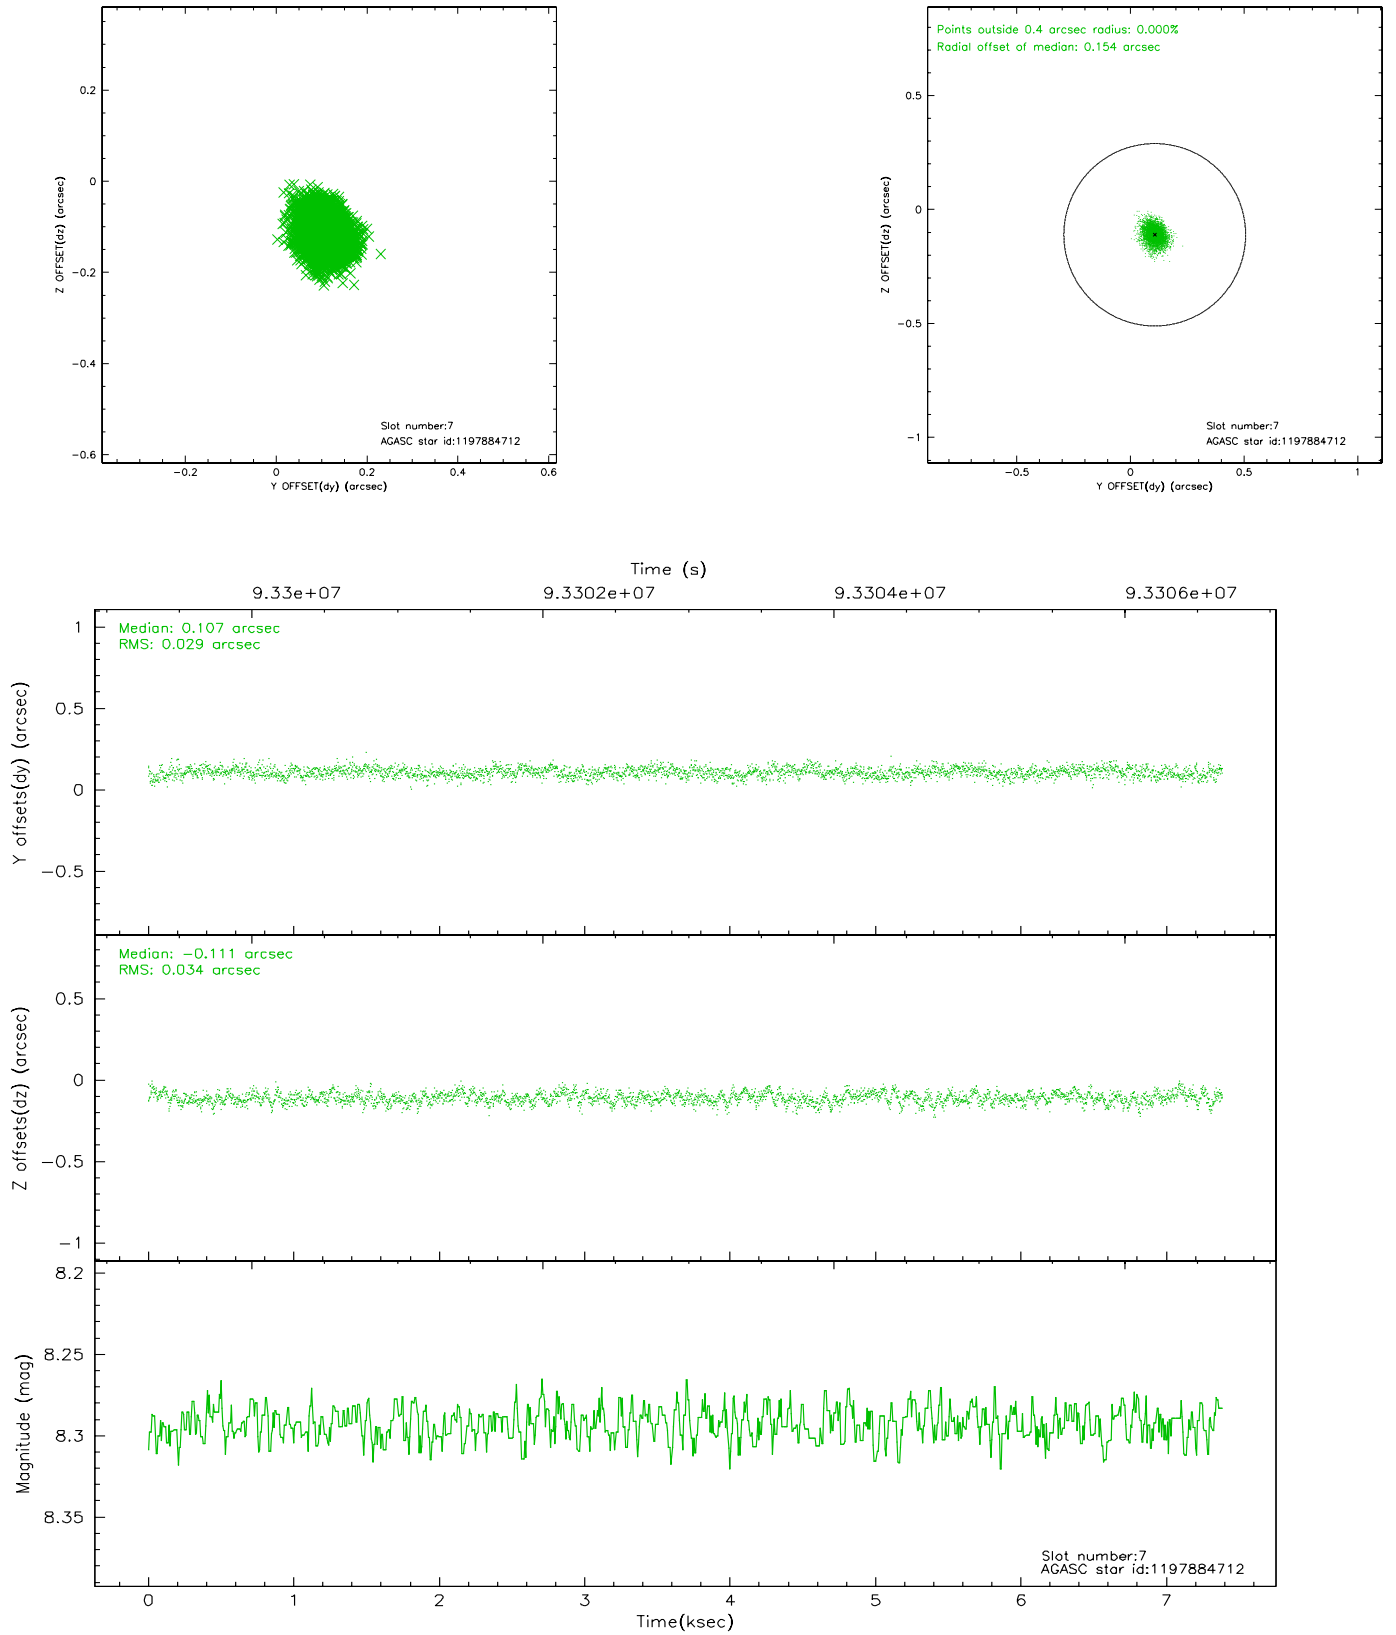 0.2
0
−0.2
−0.4
−0.6
Z OFFSET(dz) (arcsec)
Slot number:7
AGASC star id:1197884712
−0.2 0 0.2 0.4 0.6
Y OFFSET(dy) (arcsec)
Points outside 0.4 arcsec radius: 0.000%
Radial offset of median: 0.154 arcsec
0.5
0
−0.5
−1
Z OFFSET(dz) (arcsec)
Slot number:7
AGASC star id:1197884712
−0.5 0 0.5 1
Y OFFSET(dy) (arcsec)
Time (s)
9.33e+07 9.3302e+07 9.3304e+07 9.3306e+07
Median: 0.107 arcsec
RMS: 0.029 arcsec
1
0.5
0
−0.5
Y offsets(dy) (arcsec)
Median: −0.111 arcsec
RMS: 0.034 arcsec
0.5
0
−0.5
−1
Z offsets(dz) (arcsec)
8.2
8.25
8.3
8.35
Magnitude (mag)
Slot number:7
AGASC star id:1197884712
0 1 2 3 4 5 6 7
Time(ksec)